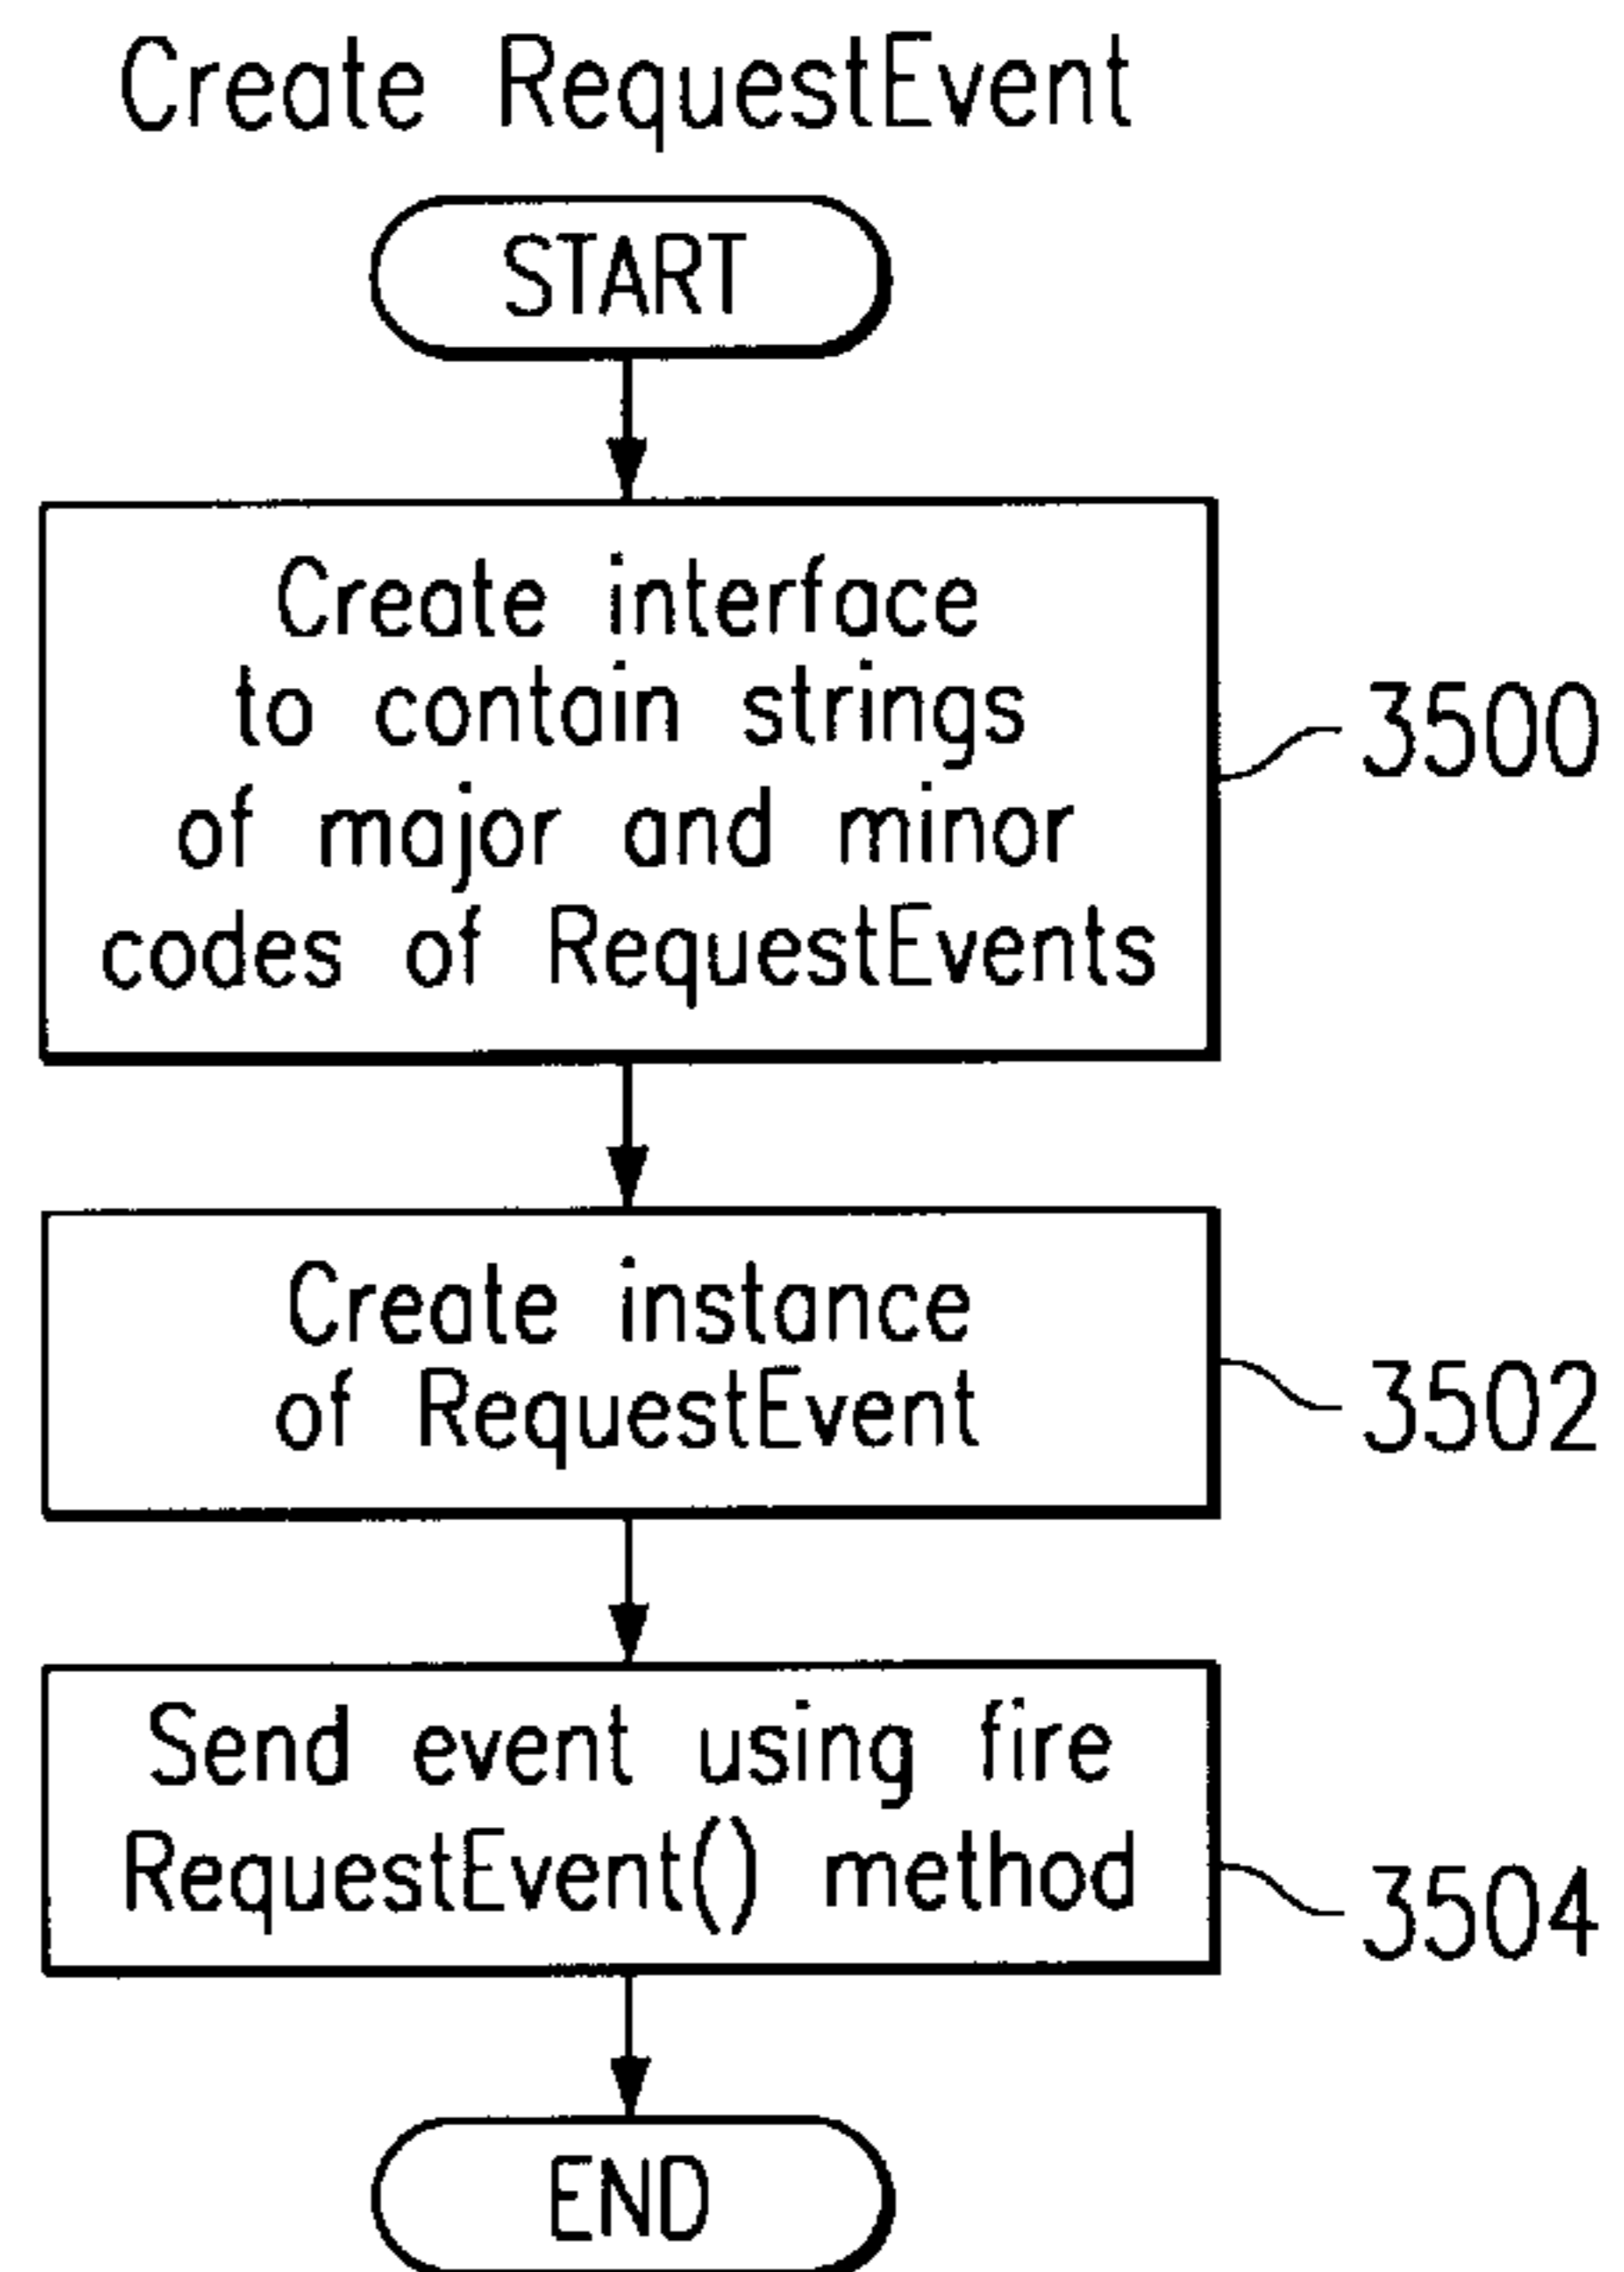 Create RequestEvent
START
Create interface
to contain strings
of major and minor
codes of RequestEvents
3500
Create instance
of RequestEvent
3502
Send event using fire
RequestEvent() method
3504
END